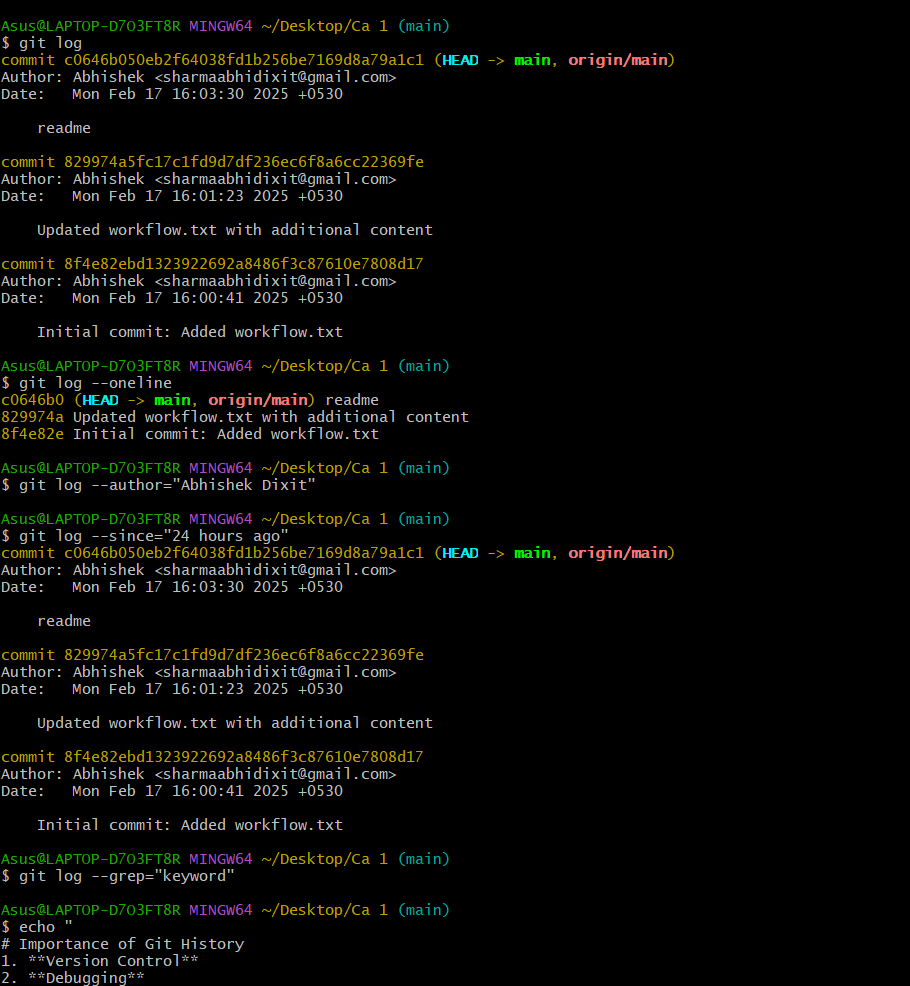 Asus@LAPTOP-D7O3FT8R MINGW64 ~/Desktop/Ca 1 (main)
$ git log
commit c0646b050eb2f64038fd1b256be7169d8a79a1c1 (HEAD -> main, origin/main)
Author: Abhishek <sharmaabhidixit@gmail.com>
Date:   Mon Feb 17 16:03:30 2025 +0530
    readme
commit 829974a5fc17c1fd9d7df236ec6f8a6cc22369fe
Author: Abhishek <sharmaabhidixit@gmail.com>
Date:   Mon Feb 17 16:01:23 2025 +0530
    Updated workflow.txt with additional content
commit 8f4e82ebd1323922692a8486f3c87610e7808d17
Author: Abhishek <sharmaabhidixit@gmail.com>
Date:   Mon Feb 17 16:00:41 2025 +0530
    Initial commit: Added workflow.txt
Asus@LAPTOP-D7O3FT8R MINGW64 ~/Desktop/Ca 1 (main)
$ git log --oneline
c0646b0 (HEAD -> main, origin/main) readme
829974a Updated workflow.txt with additional content
8f4e82e Initial commit: Added workflow.txt
Asus@LAPTOP-D7O3FT8R MINGW64 ~/Desktop/Ca 1 (main)
$ git log --author="Abhishek Dixit"
Asus@LAPTOP-D7O3FT8R MINGW64 ~/Desktop/Ca 1 (main)
$ git log --since="24 hours ago"
commit c0646b050eb2f64038fd1b256be7169d8a79a1c1 (HEAD -> main, origin/main)
Author: Abhishek <sharmaabhidixit@gmail.com>
Date:   Mon Feb 17 16:03:30 2025 +0530
    readme
commit 829974a5fc17c1fd9d7df236ec6f8a6cc22369fe
Author: Abhishek <sharmaabhidixit@gmail.com>
Date:   Mon Feb 17 16:01:23 2025 +0530
    Updated workflow.txt with additional content
commit 8f4e82ebd1323922692a8486f3c87610e7808d17
Author: Abhishek <sharmaabhidixit@gmail.com>
Date:   Mon Feb 17 16:00:41 2025 +0530
    Initial commit: Added workflow.txt
Asus@LAPTOP-D7O3FT8R MINGW64 ~/Desktop/Ca 1 (main)
$ git log --grep="keyword"
Asus@LAPTOP-D7O3FT8R MINGW64 ~/Desktop/Ca 1 (main)
$ echo "
# Importance of Git History
1. **Version Control**
2. **Debugging**